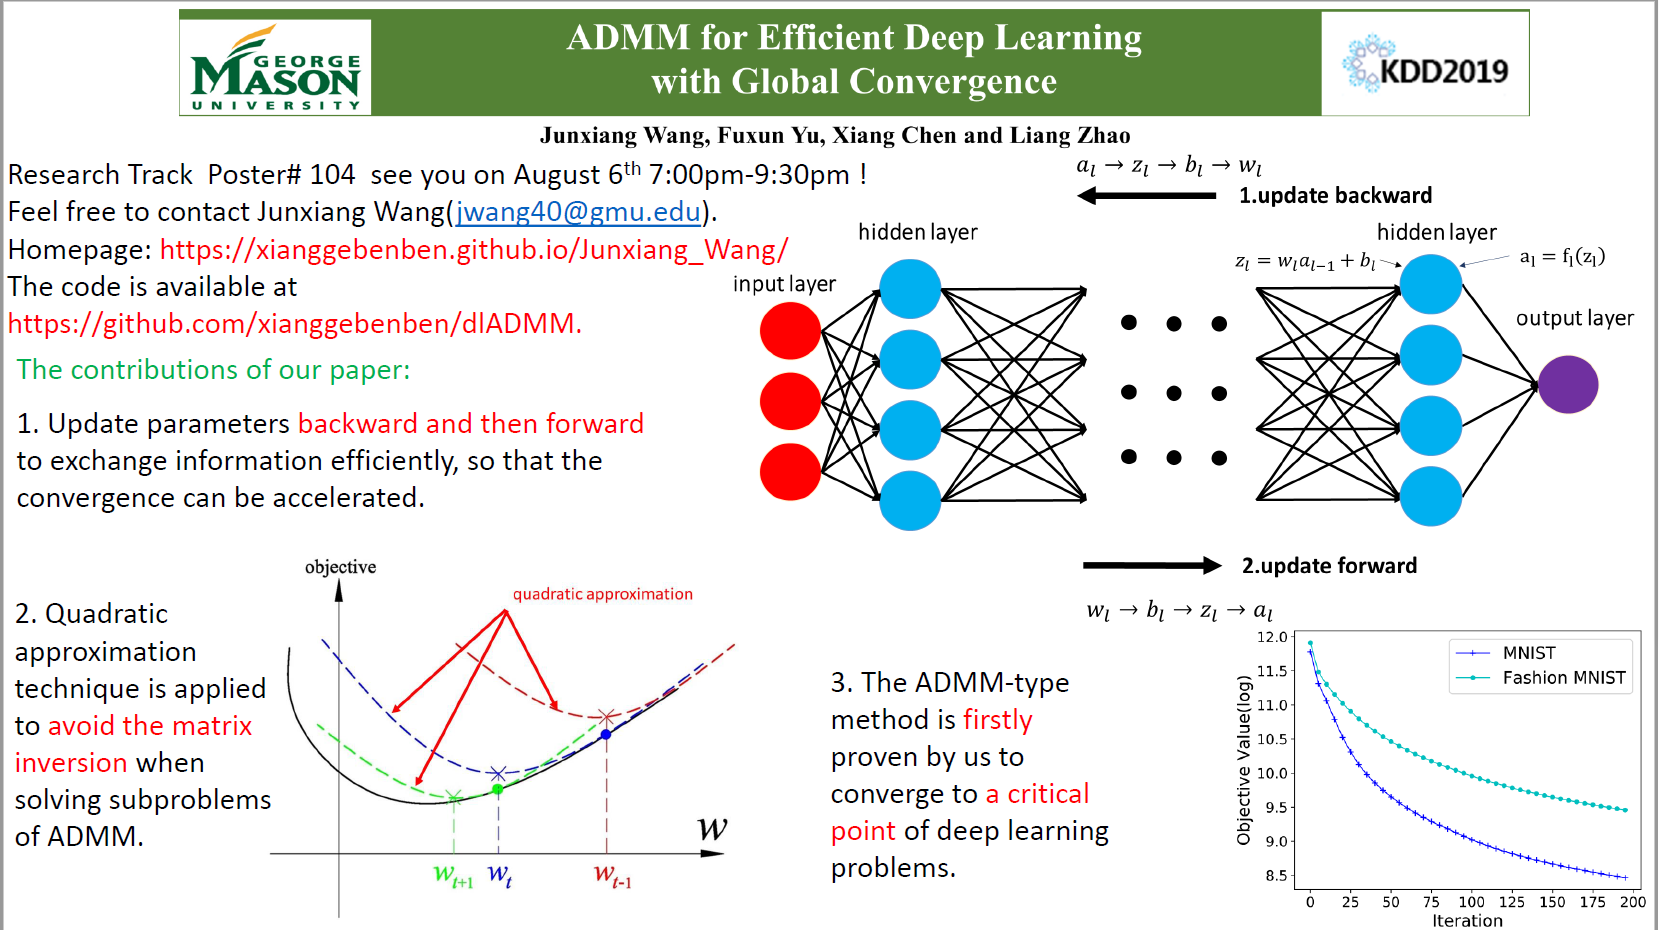 GEORGE
MASON
UNIVERSITY
ADMM for Efficient Deep Learning
with Global Convergence
KDD2019
Junxiang Wang, Fuxun Yu, Xiang Chen and Liang Zhao
Research Track Poster# 104 see you on August 6th 7:00pm-9:30pm !
Feel free to contact Junxiang Wang(jwang40@gmu.edu).
Homepage: https://xianggebenben.github.io/Junxiang_Wang/
The code is available at
https://github.com/xianggebenben/dlADMM.
The contributions of our paper:
1. Update parameters backward and then forward
to exchange information efficiently, so that the
convergence can be accelerated.
a_l → z_l → b_l → w_l
1.update backward
hidden layer
hidden layer
z_l = w_l a_{l−1} + b_l
a_l = f_l(z_l)
input layer
output layer
2.update forward
w_l → b_l → z_l → a_l
2. Quadratic
approximation
technique is applied
to avoid the matrix
inversion when
solving subproblems
of ADMM.
objective
quadratic approximation
w
w_{t+1} w_t w_{t-1}
3. The ADMM-type
method is firstly
proven by us to
converge to a critical
point of deep learning
problems.
MNIST
Fashion MNIST
Objective Value(log)
12.0
11.5
11.0
10.5
10.0
9.5
9.0
8.5
0 25 50 75 100 125 150 175 200
Iteration